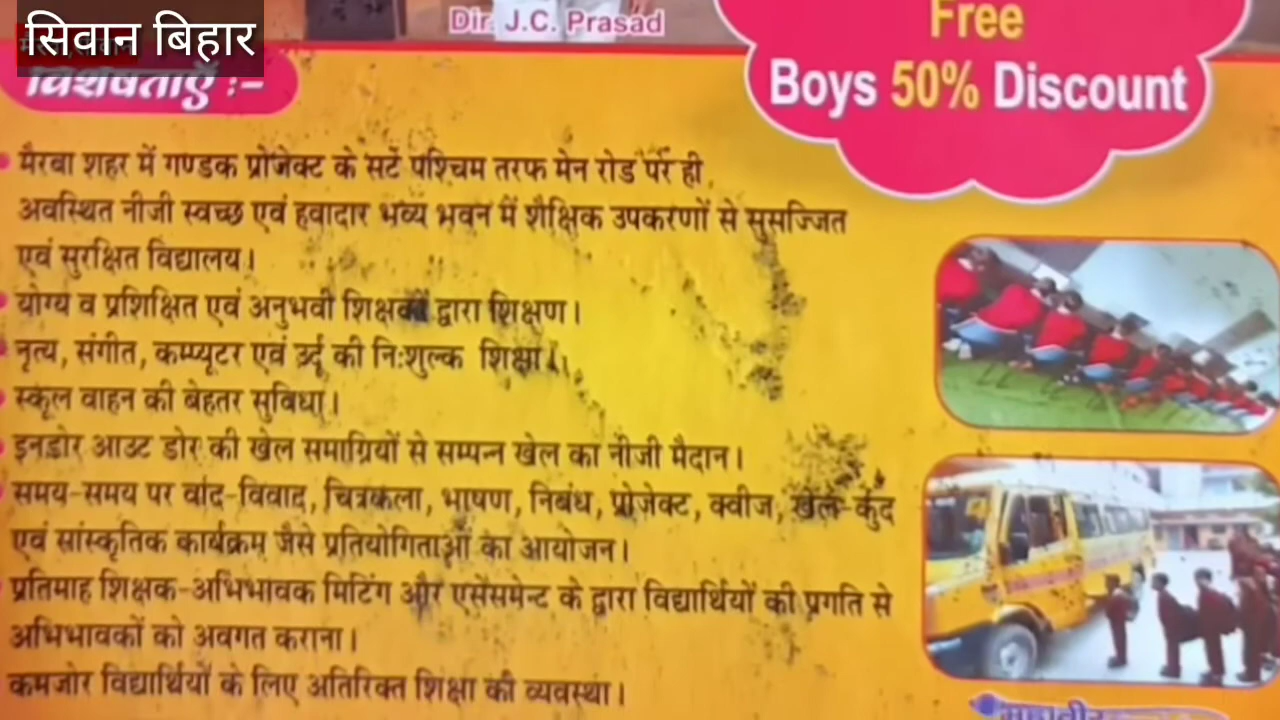 सिवान बिहार
Dir. J.C. Prasad
Free
Boys 50% Discount
विशेषताएँ :-
मैरबा शहर में गण्डक प्रोजेक्ट के सटे पश्चिम तरफ मेन रोड पर ही
अवस्थित नीजी स्वच्छ एवं हवादार भव्य भवन में शैक्षिक उपकरणों से सुसज्जित
एवं सुरक्षित विद्यालय।
योग्य व प्रशिक्षित एवं अनुभवी शिक्षकों द्वारा शिक्षण।
नृत्य, संगीत, कम्प्यूटर एवं उर्दू की निःशुल्क शिक्षा।
स्कूल वाहन की बेहतर सुविधा।
इनडोर आउट डोर की खेल समाग्रियों से सम्पन्न खेल का नीजी मैदान।
समय-समय पर वाद-विवाद, चित्रकला, भाषण, निबंध, प्रोजेक्ट, क्वीज, खेल-कुद
एवं सांस्कृतिक कार्यक्रम जैसे प्रतियोगिताओं का आयोजन।
प्रतिमाह शिक्षक-अभिभावक मिटिंग और एसेसमेन्ट के द्वारा विद्यार्थियों की प्रगति से
अभिभावकों को अवगत कराना।
कमजोर विद्यार्थियों के लिए अतिरिक्त शिक्षा की व्यवस्था।